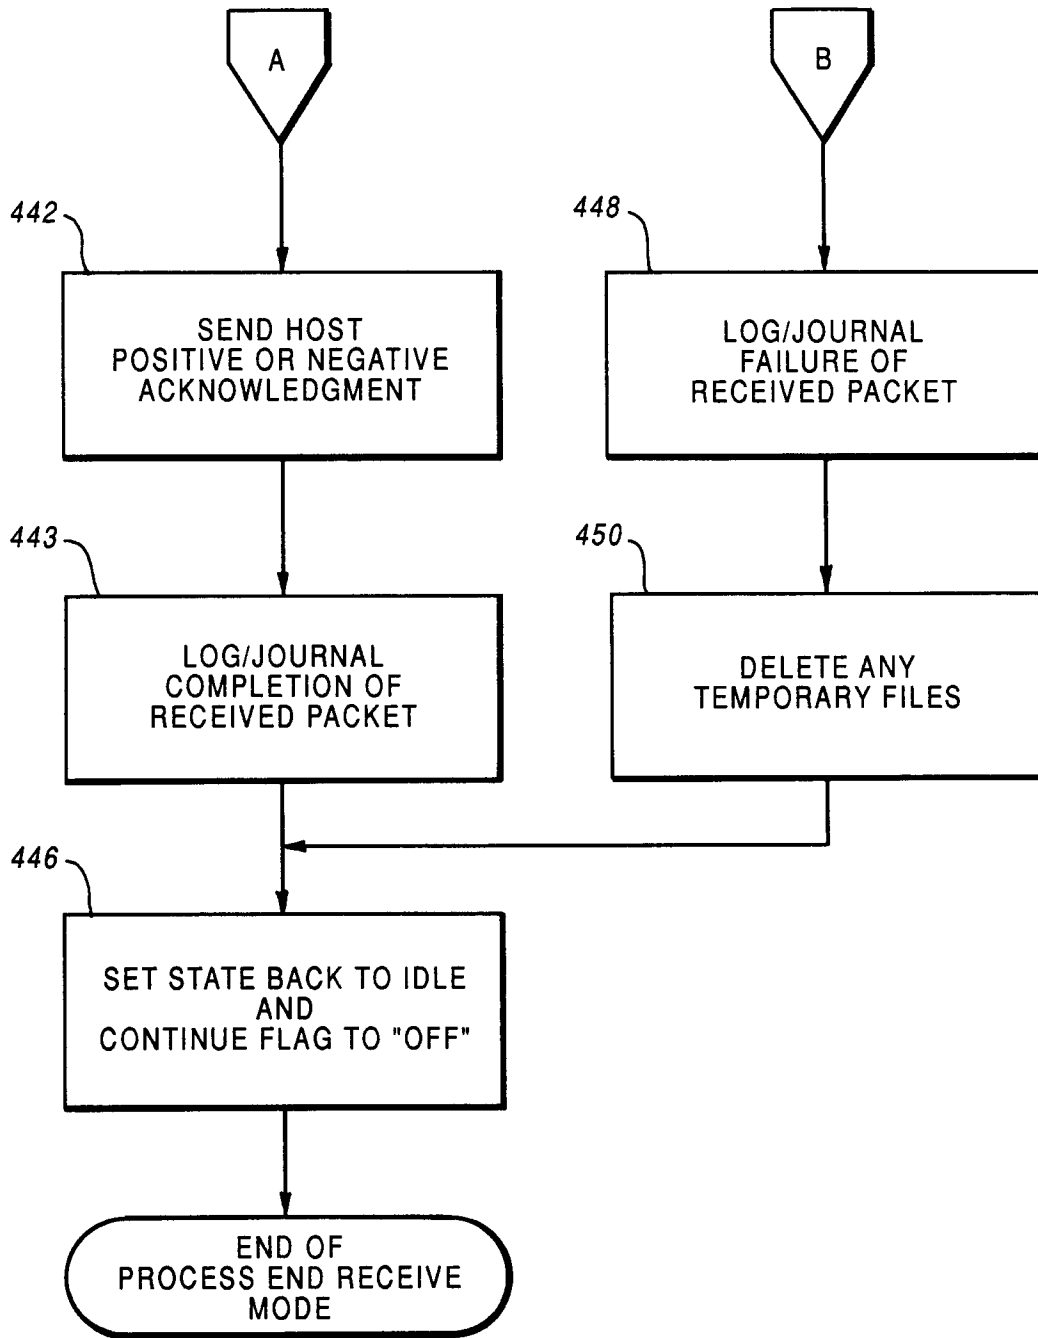 A
B
442
SEND HOST
POSITIVE OR NEGATIVE
ACKNOWLEDGMENT
448
LOG/JOURNAL
FAILURE OF
RECEIVED PACKET
443
LOG/JOURNAL
COMPLETION OF
RECEIVED PACKET
450
DELETE ANY
TEMPORARY FILES
446
SET STATE BACK TO IDLE
AND
CONTINUE FLAG TO "OFF"
END OF
PROCESS END RECEIVE
MODE